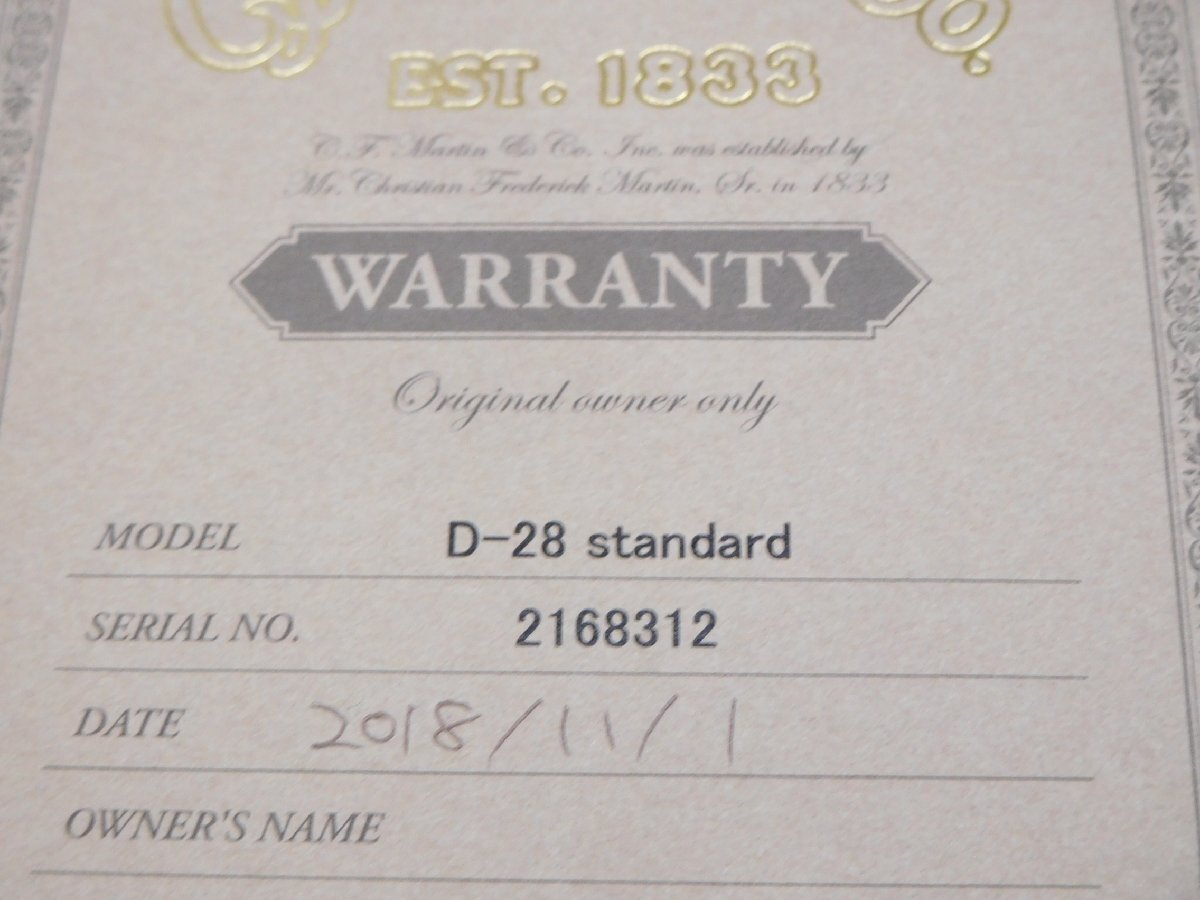 EST. 1833
C.F. Martin & Co. Inc. was established by
Mr. Christian Frederick Martin, Sr. in 1833
WARRANTY
Original owner only
MODEL D-28 standard
SERIAL NO. 2168312
DATE 2018/11/1
OWNER'S NAME